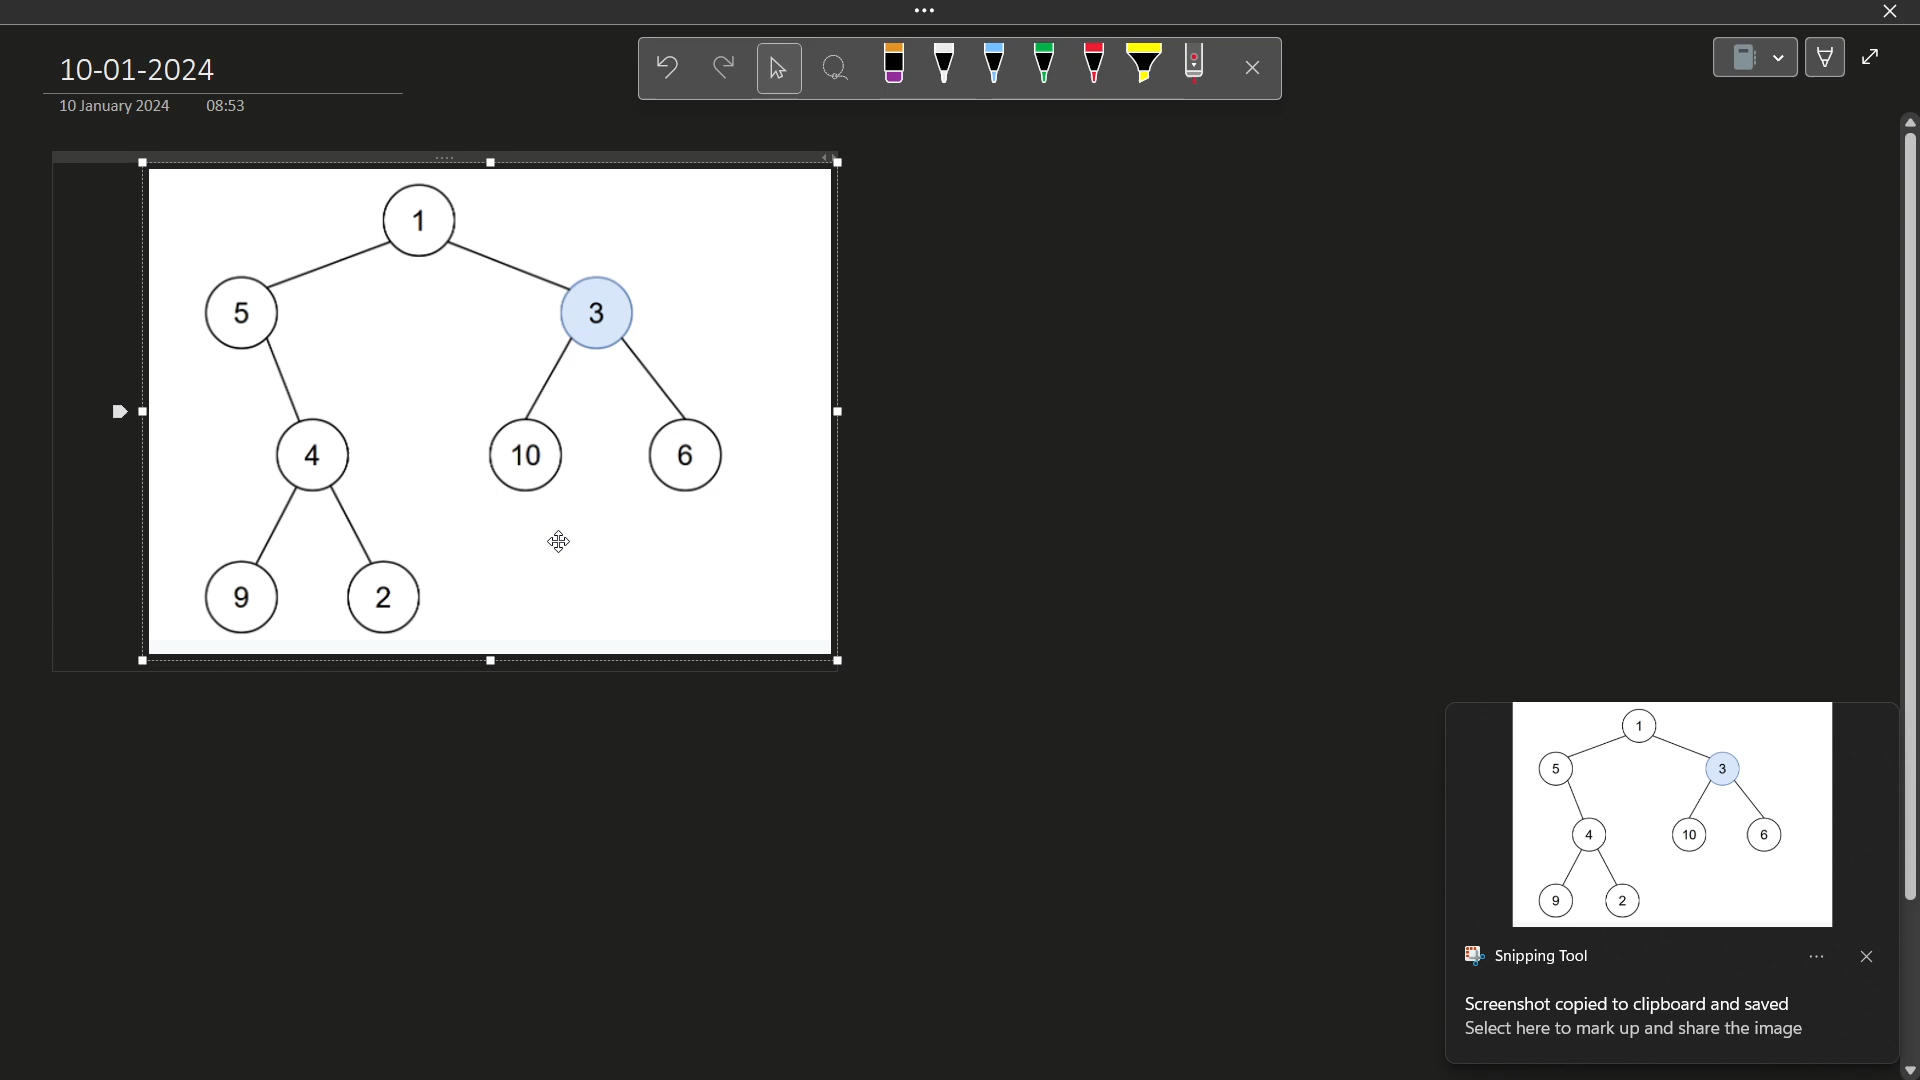 10-01-2024
10 January 2024 08:53
1
5 3
4 10 6
9 2
1
5 3
4 10 6
9 2
Snipping Tool
Screenshot copied to clipboard and saved
Select here to mark up and share the image